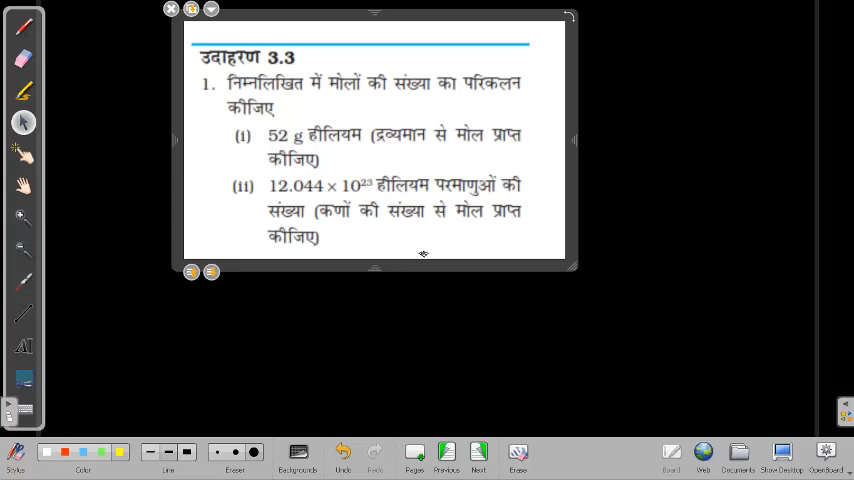 उदाहरण 3.3
1. निम्नलिखित में मोलों की संख्या का परिकलन
कीजिए
(i) 52 g हीलियम (द्रव्यमान से मोल प्राप्त
कीजिए)
(ii) 12.044 × 10²³ हीलियम परमाणुओं की
संख्या (कणों की संख्या से मोल प्राप्त
कीजिए)
Stylus Color Line Eraser Backgrounds Undo Redo Pages Previous Next Erase Board Web Documents Show Desktop OpenBoard